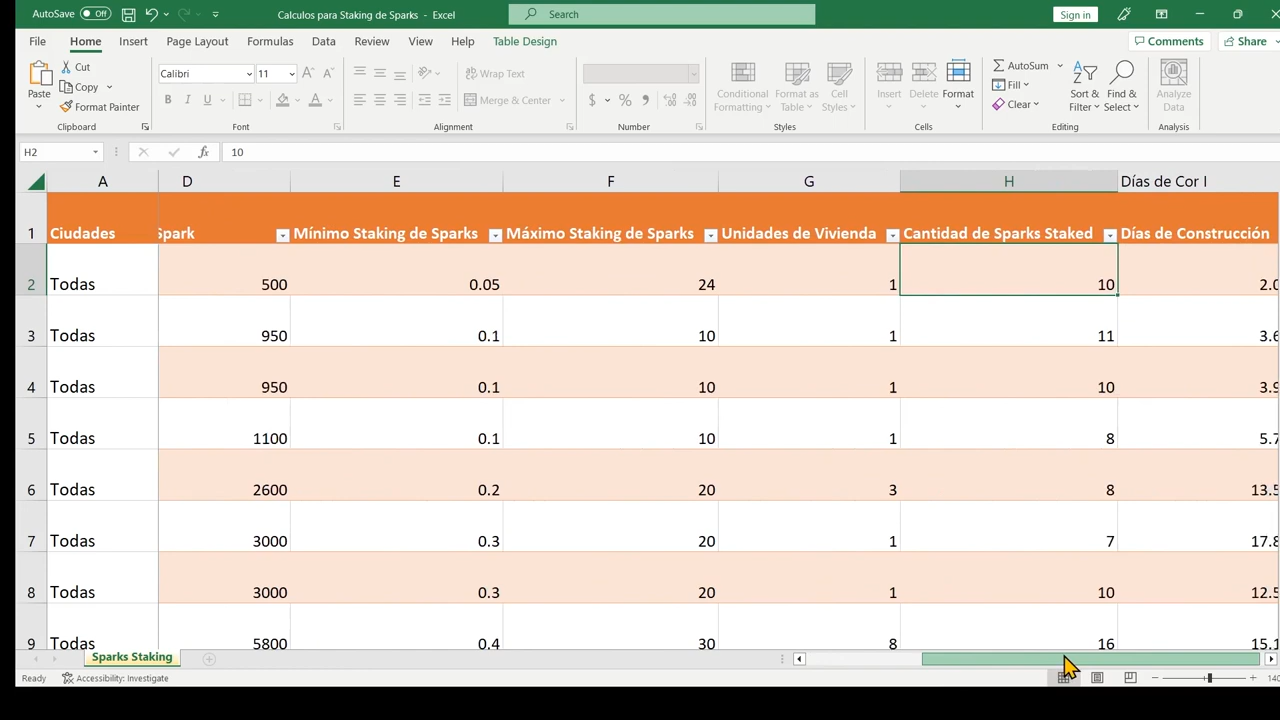 AutoSave Off Calculos para Staking de Sparks - Excel Search Sign in
File Home Insert Page Layout Formulas Data Review View Help Table Design Comments Share
Paste Cut Copy Format Painter Calibri 11 B I U A Wrap Text Merge & Center $ % , Conditional Formatting Format as Table Cell Styles Insert Delete Format AutoSum Fill Clear Sort & Filter Find & Select Analyze Data
Clipboard Font Alignment Number Styles Cells Editing Analysis
H2 fx 10
A D E F G H Días de Cor I
1 Ciudades Spark Mínimo Staking de Sparks Máximo Staking de Sparks Unidades de Vivienda Cantidad de Sparks Staked Días de Construcción
2 Todas 500 0.05 24 1 10 2.0
3 Todas 950 0.1 10 1 11 3.6
4 Todas 950 0.1 10 1 10 3.9
5 Todas 1100 0.1 10 1 8 5.7
6 Todas 2600 0.2 20 3 8 13.5
7 Todas 3000 0.3 20 1 7 17.8
8 Todas 3000 0.3 20 1 10 12.5
9 Todas 5800 0.4 30 8 16 15.1
Sparks Staking
Ready Accessibility: Investigate 140